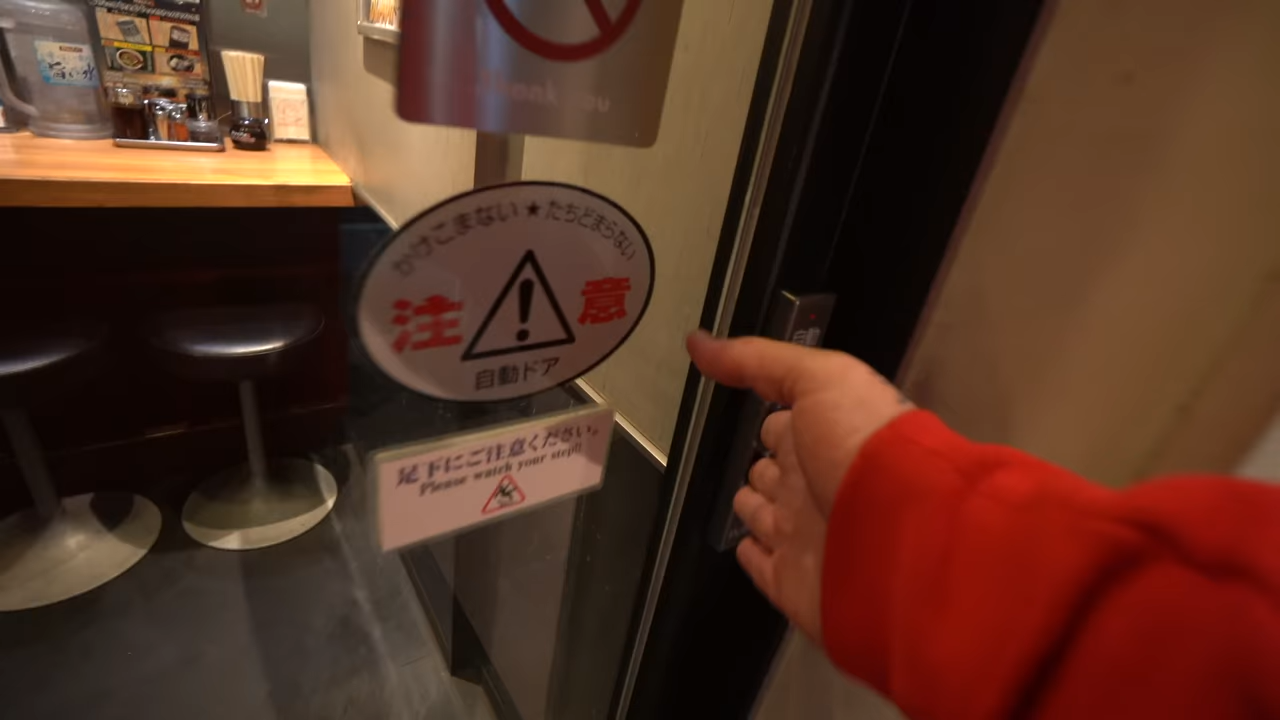 かけこまない★たちどまらない
注意
自動ドア
足下にご注意ください。
Please watch your step!!